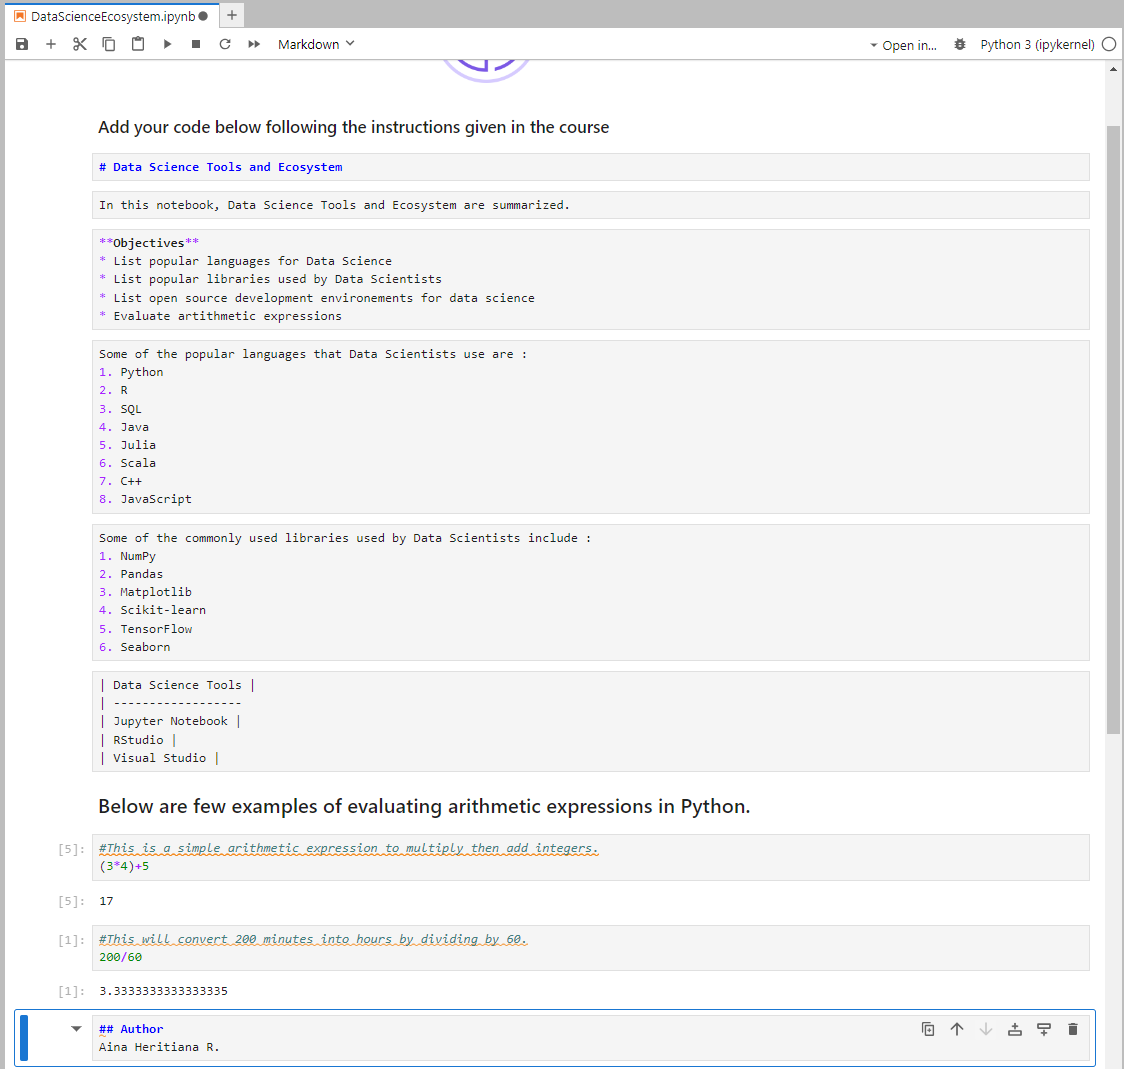 DataScienceEcosystem.ipynb
Markdown
Open in...
Python 3 (ipykernel)
Add your code below following the instructions given in the course
# Data Science Tools and Ecosystem
In this notebook, Data Science Tools and Ecosystem are summarized.
**Objectives**
* List popular languages for Data Science
* List popular libraries used by Data Scientists
* List open source development environements for data science
* Evaluate artithmetic expressions
Some of the popular languages that Data Scientists use are :
1. Python
2. R
3. SQL
4. Java
5. Julia
6. Scala
7. C++
8. JavaScript
Some of the commonly used libraries used by Data Scientists include :
1. NumPy
2. Pandas
3. Matplotlib
4. Scikit-learn
5. TensorFlow
6. Seaborn
| Data Science Tools |
| ------------------
| Jupyter Notebook |
| RStudio |
| Visual Studio |
Below are few examples of evaluating arithmetic expressions in Python.
[5]: #This is a simple arithmetic expression to multiply then add integers.
(3*4)+5
[5]: 17
[1]: #This will convert 200 minutes into hours by dividing by 60.
200/60
[1]: 3.3333333333333335
## Author
Aina Heritiana R.